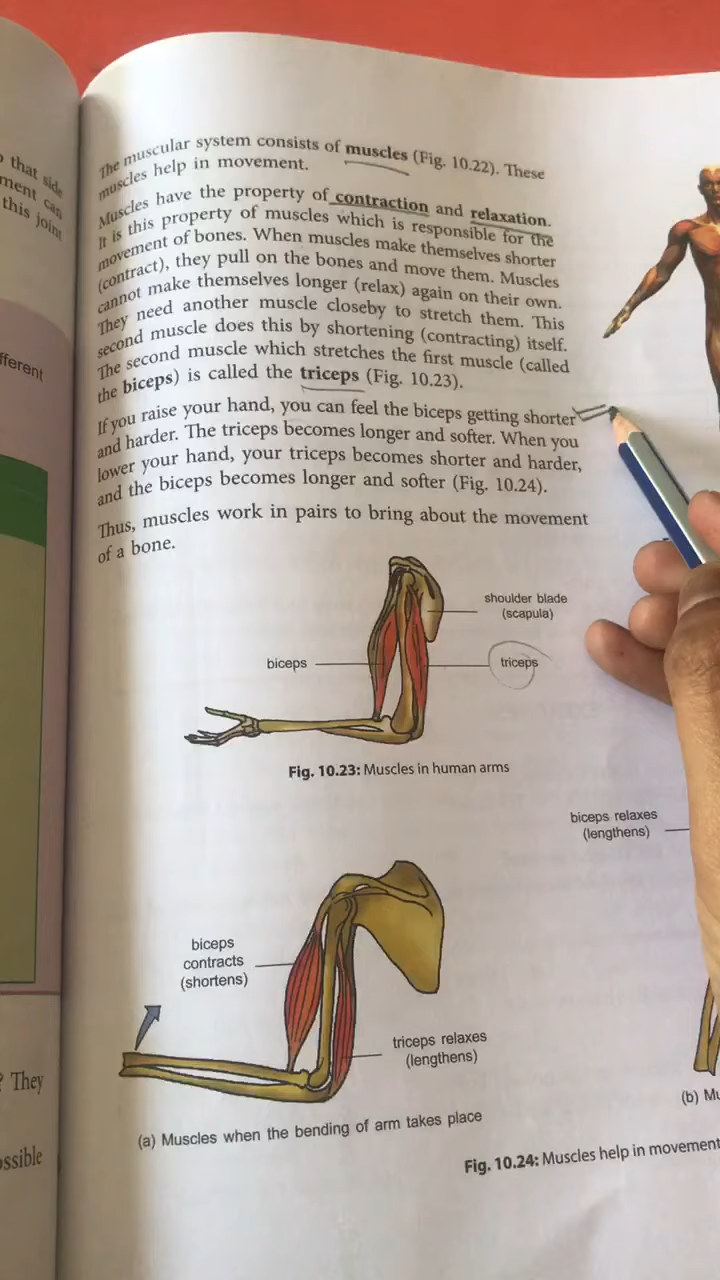 that side
ment can
this joint
fferent
? They
ossible
The muscular system consists of muscles (Fig. 10.22). These
muscles help in movement.
Muscles have the property of contraction and relaxation.
It is this property of muscles which is responsible for the
movement of bones. When muscles make themselves shorter
(contract), they pull on the bones and move them. Muscles
cannot make themselves longer (relax) again on their own.
They need another muscle closeby to stretch them. This
second muscle does this by shortening (contracting) itself.
The second muscle which stretches the first muscle (called
the biceps) is called the triceps (Fig. 10.23).
If you raise your hand, you can feel the biceps getting shorter
and harder. The triceps becomes longer and softer. When you
lower your hand, your triceps becomes shorter and harder,
and the biceps becomes longer and softer (Fig. 10.24).
Thus, muscles work in pairs to bring about the movement
of a bone.
shoulder blade
(scapula)
biceps
triceps
Fig. 10.23: Muscles in human arms
biceps relaxes
(lengthens)
biceps
contracts
(shortens)
triceps relaxes
(lengthens)
(a) Muscles when the bending of arm takes place
(b) Mu
Fig. 10.24: Muscles help in movement